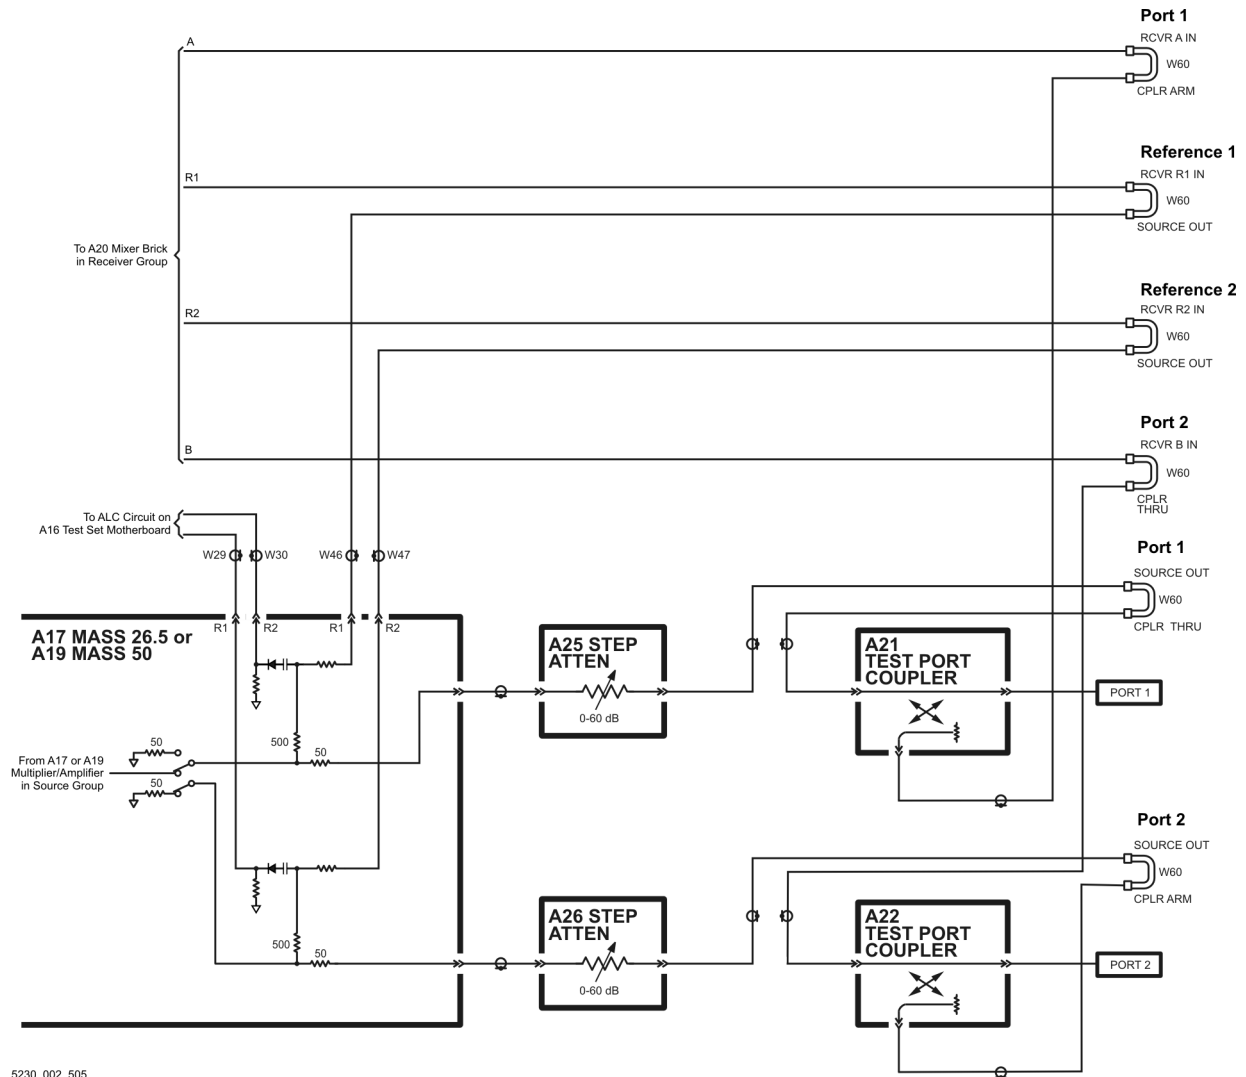 Port 1
RCVR A IN
W60
CPLR ARM
A
Reference 1
RCVR R1 IN
W60
SOURCE OUT
R1
To A20 Mixer Brick
in Receiver Group
Reference 2
RCVR R2 IN
W60
SOURCE OUT
R2
Port 2
RCVR B IN
W60
CPLR
THRU
B
To ALC Circuit on
A16 Test Set Motherboard
W29
W30
W46
W47
Port 1
SOURCE OUT
W60
CPLR THRU
A17 MASS 26.5 or
A19 MASS 50
R1
R2
R1
R2
A25 STEP
ATTEN
0-60 dB
A21
TEST PORT
COUPLER
PORT 1
500
50
50
From A17 or A19
Multiplier/Amplifier
in Source Group
50
Port 2
SOURCE OUT
W60
CPLR ARM
500
50
A26 STEP
ATTEN
0-60 dB
A22
TEST PORT
COUPLER
PORT 2
5230_002_505